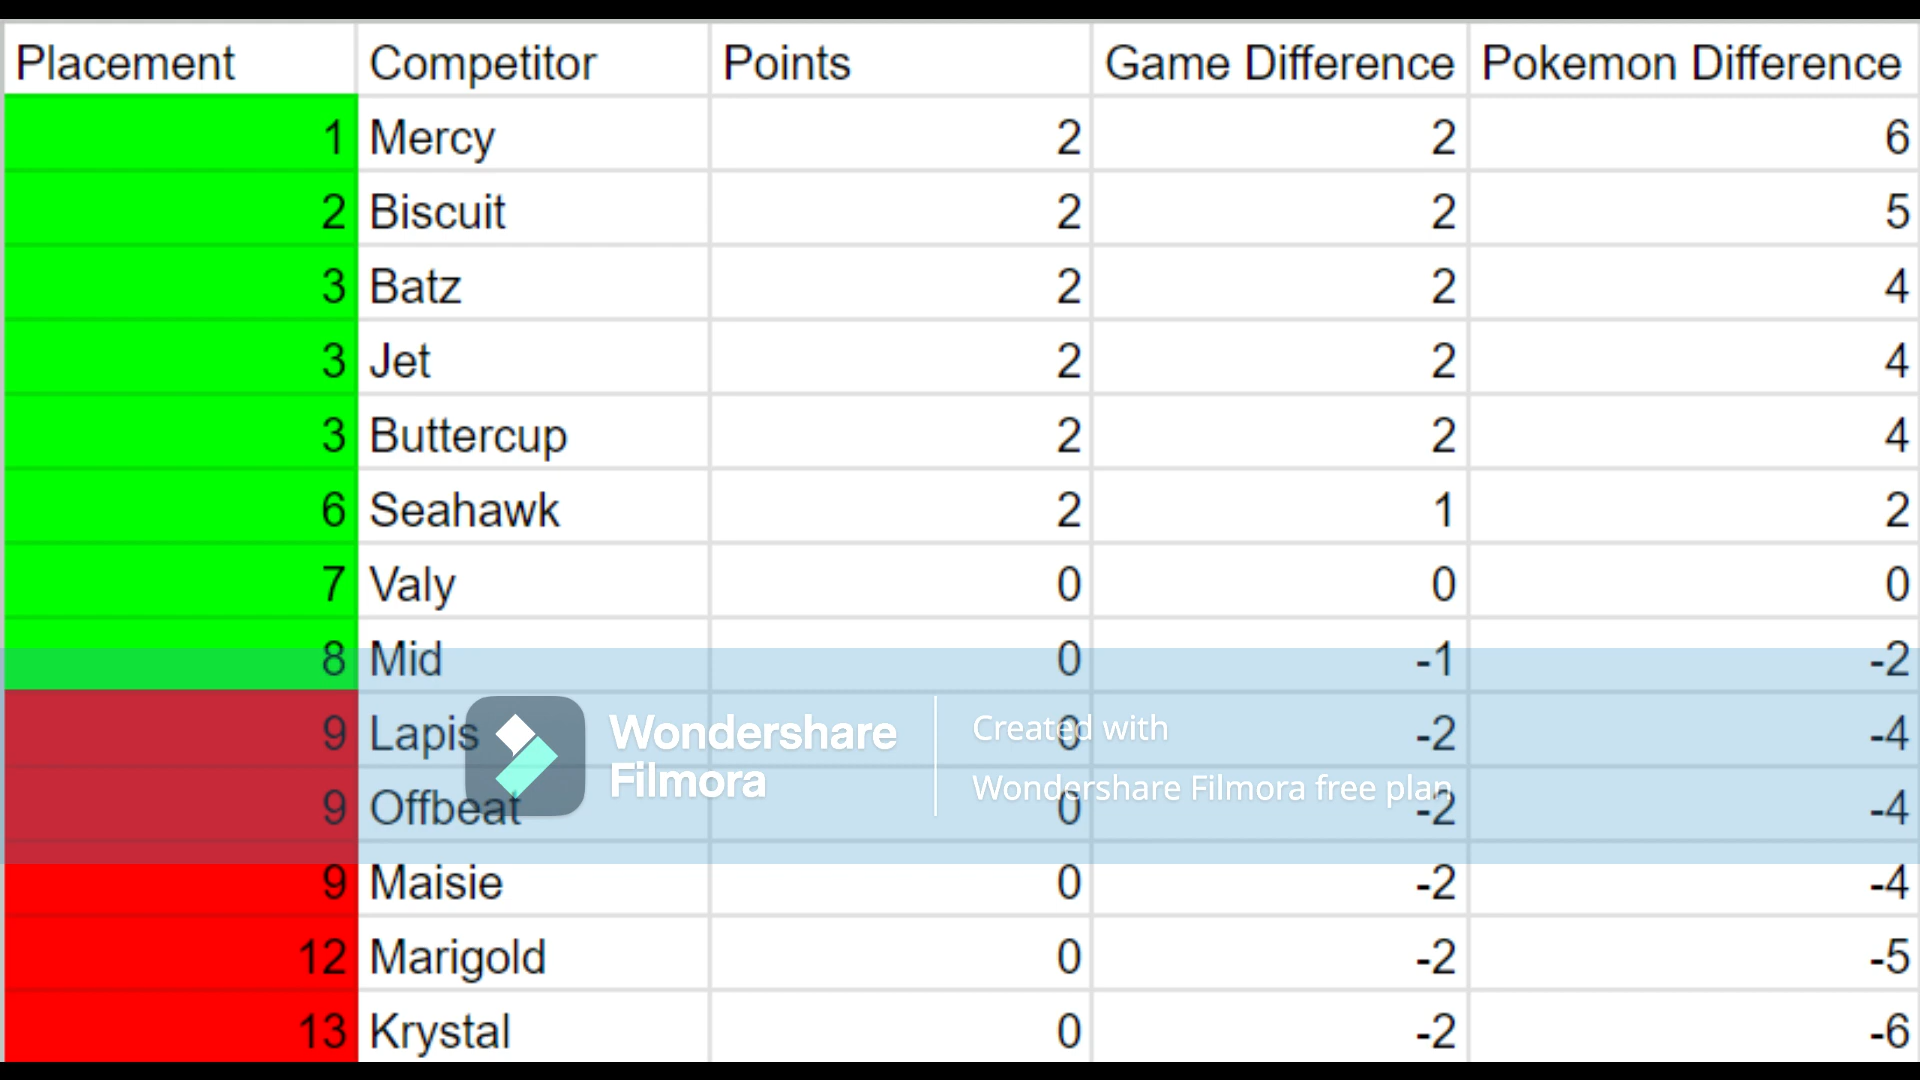 Placement Competitor Points Game Difference Pokemon Difference
1 Mercy 2 2 6
2 Biscuit 2 2 5
3 Batz 2 2 4
3 Jet 2 2 4
3 Buttercup 2 2 4
6 Seahawk 2 1 2
7 Valy 0 0 0
8 Mid 0 -1 -2
9 Lapis 0 -2 -4
9 Offbeat 0 -2 -4
9 Maisie 0 -2 -4
12 Marigold 0 -2 -5
13 Krystal 0 -2 -6
Wondershare
Filmora
Created with
Wondershare Filmora free plan